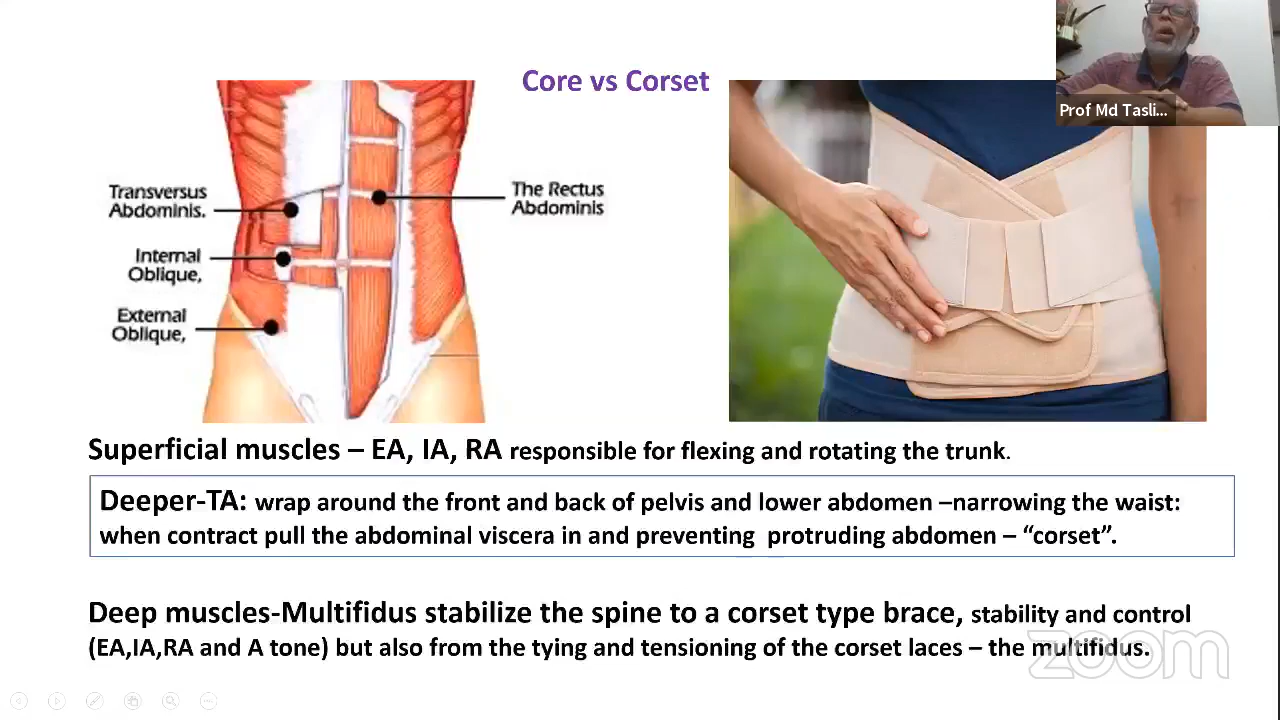 Core vs Corset
Prof Md Tasli...
Transversus
Abdominis.
Internal
Oblique,
External
Oblique,
The Rectus
Abdominis
Superficial muscles – EA, IA, RA responsible for flexing and rotating the trunk.
Deeper-TA: wrap around the front and back of pelvis and lower abdomen –narrowing the waist:
when contract pull the abdominal viscera in and preventing protruding abdomen – “corset”.
Deep muscles-Multifidus stabilize the spine to a corset type brace, stability and control
(EA,IA,RA and A tone) but also from the tying and tensioning of the corset laces – the multifidus.
zoom